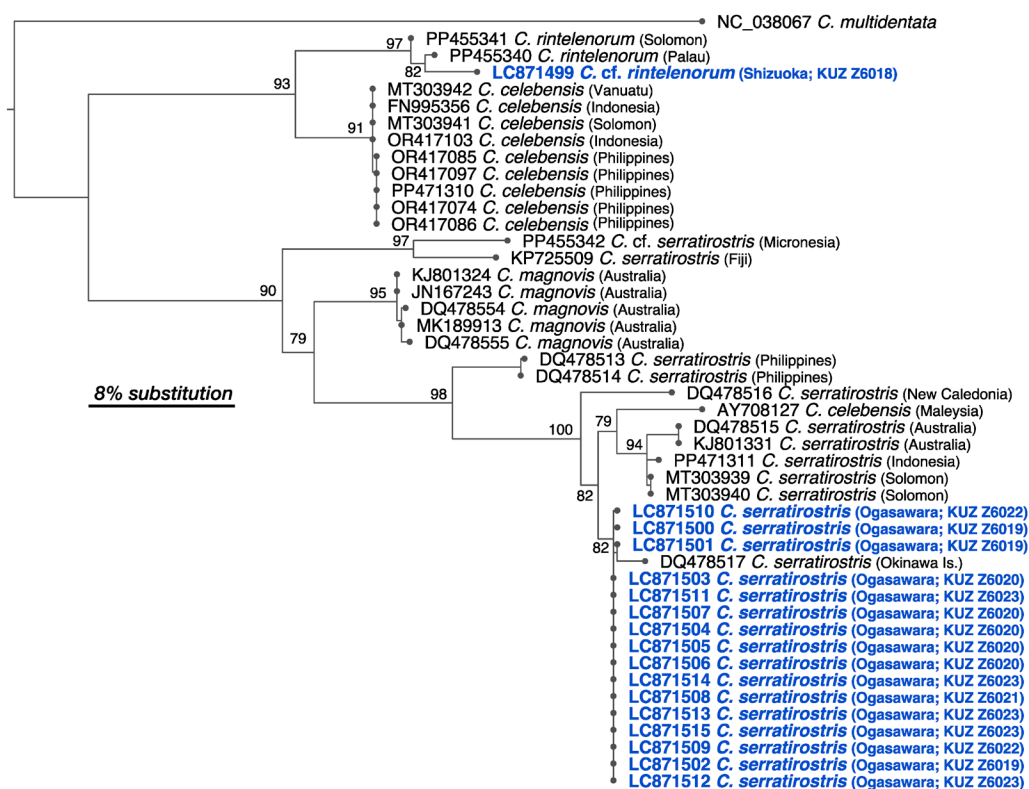 NC_038067 C. multidentata
97
PP455341 C. rintelenorum (Solomon)
PP455340 C. rintelenorum (Palau)
82
LC871499 C. cf. rintelenorum (Shizuoka; KUZ Z6018)
93
MT303942 C. celebensis (Vanuatu)
FN995356 C. celebensis (Indonesia)
MT303941 C. celebensis (Solomon)
91
OR417103 C. celebensis (Indonesia)
OR417085 C. celebensis (Philippines)
OR417097 C. celebensis (Philippines)
PP471310 C. celebensis (Philippines)
OR417074 C. celebensis (Philippines)
OR417086 C. celebensis (Philippines)
97
PP455342 C. cf. serratirostris (Micronesia)
KP725509 C. serratirostris (Fiji)
90
KJ801324 C. magnovis (Australia)
95
JN167243 C. magnovis (Australia)
DQ478554 C. magnovis (Australia)
MK189913 C. magnovis (Australia)
79
DQ478555 C. magnovis (Australia)
DQ478513 C. serratirostris (Philippines)
DQ478514 C. serratirostris (Philippines)
8% substitution
98
DQ478516 C. serratirostris (New Caledonia)
AY708127 C. celebensis (Maleysia)
79
DQ478515 C. serratirostris (Australia)
100
94
KJ801331 C. serratirostris (Australia)
PP471311 C. serratirostris (Indonesia)
MT303939 C. serratirostris (Solomon)
MT303940 C. serratirostris (Solomon)
82
LC871510 C. serratirostris (Ogasawara; KUZ Z6022)
LC871500 C. serratirostris (Ogasawara; KUZ Z6019)
LC871501 C. serratirostris (Ogasawara; KUZ Z6019)
82
DQ478517 C. serratirostris (Okinawa Is.)
LC871503 C. serratirostris (Ogasawara; KUZ Z6020)
LC871511 C. serratirostris (Ogasawara; KUZ Z6023)
LC871507 C. serratirostris (Ogasawara; KUZ Z6020)
LC871504 C. serratirostris (Ogasawara; KUZ Z6020)
LC871505 C. serratirostris (Ogasawara; KUZ Z6020)
LC871506 C. serratirostris (Ogasawara; KUZ Z6020)
LC871514 C. serratirostris (Ogasawara; KUZ Z6023)
LC871508 C. serratirostris (Ogasawara; KUZ Z6021)
LC871513 C. serratirostris (Ogasawara; KUZ Z6023)
LC871515 C. serratirostris (Ogasawara; KUZ Z6023)
LC871509 C. serratirostris (Ogasawara; KUZ Z6022)
LC871502 C. serratirostris (Ogasawara; KUZ Z6019)
LC871512 C. serratirostris (Ogasawara; KUZ Z6023)